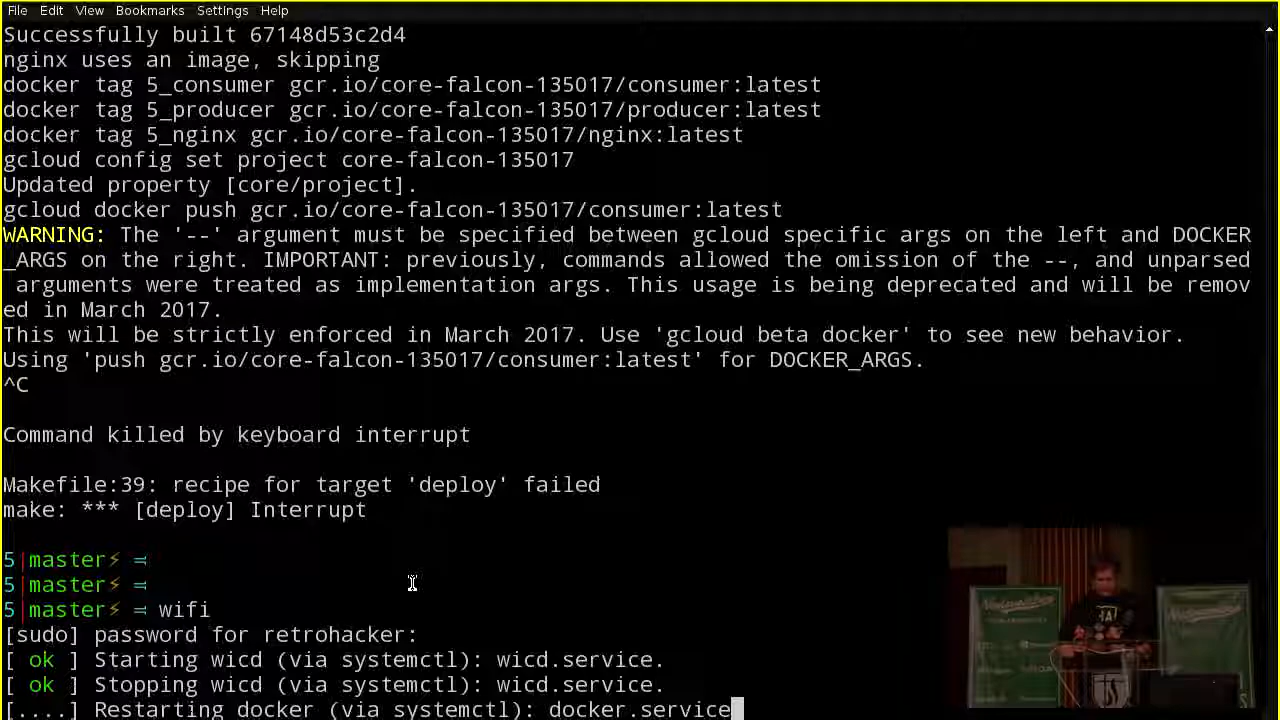 File Edit View Bookmarks Settings Help
Successfully built 67148d53c2d4
nginx uses an image, skipping
docker tag 5_consumer gcr.io/core-falcon-135017/consumer:latest
docker tag 5_producer gcr.io/core-falcon-135017/producer:latest
docker tag 5_nginx gcr.io/core-falcon-135017/nginx:latest
gcloud config set project core-falcon-135017
Updated property [core/project].
gcloud docker push gcr.io/core-falcon-135017/consumer:latest
WARNING: The '--' argument must be specified between gcloud specific args on the left and DOCKER
_ARGS on the right. IMPORTANT: previously, commands allowed the omission of the --, and unparsed
 arguments were treated as implementation args. This usage is being deprecated and will be remov
ed in March 2017.
This will be strictly enforced in March 2017. Use 'gcloud beta docker' to see new behavior.
Using 'push gcr.io/core-falcon-135017/consumer:latest' for DOCKER_ARGS.
^C
Command killed by keyboard interrupt
Makefile:39: recipe for target 'deploy' failed
make: *** [deploy] Interrupt
5|master⚡ =
5|master⚡ =
5|master⚡ = wifi
[sudo] password for retrohacker:
[ ok ] Starting wicd (via systemctl): wicd.service.
[ ok ] Stopping wicd (via systemctl): wicd.service.
[....] Restarting docker (via systemctl): docker.service